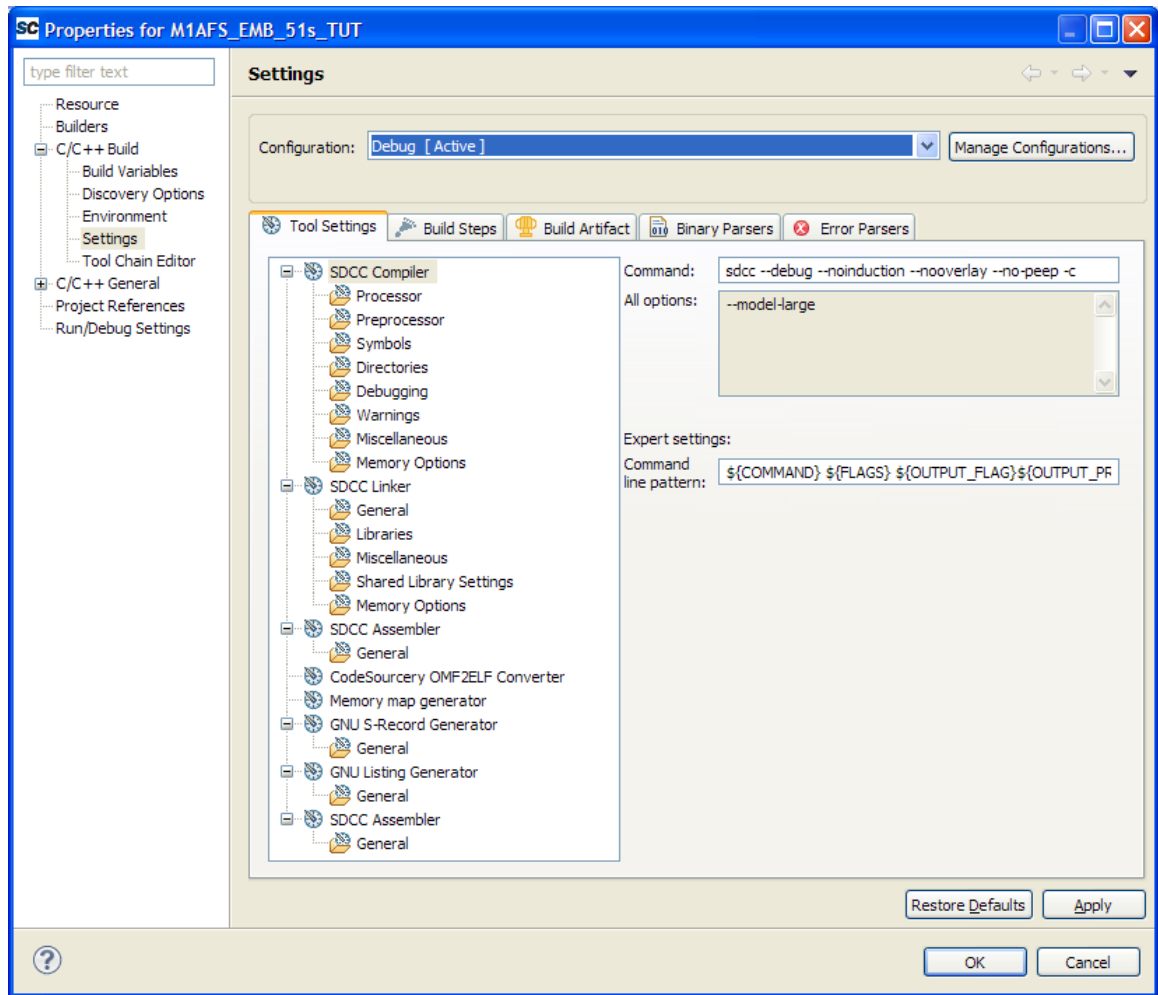 SC Properties for M1AFS_EMB_51s_TUT
type filter text
Resource
Builders
C/C++ Build
Build Variables
Discovery Options
Environment
Settings
Tool Chain Editor
C/C++ General
Project References
Run/Debug Settings
Settings
Configuration: Debug [ Active ] Manage Configurations...
Tool Settings Build Steps Build Artifact Binary Parsers Error Parsers
SDCC Compiler
Processor
Preprocessor
Symbols
Directories
Debugging
Warnings
Miscellaneous
Memory Options
SDCC Linker
General
Libraries
Miscellaneous
Shared Library Settings
Memory Options
SDCC Assembler
General
CodeSourcery OMF2ELF Converter
Memory map generator
GNU S-Record Generator
General
GNU Listing Generator
General
SDCC Assembler
General
Command: sdcc --debug --noinduction --nooverlay --no-peep -c
All options: --model-large
Expert settings:
Command
line pattern: ${COMMAND} ${FLAGS} ${OUTPUT_FLAG}${OUTPUT_PR
Restore Defaults Apply
? OK Cancel